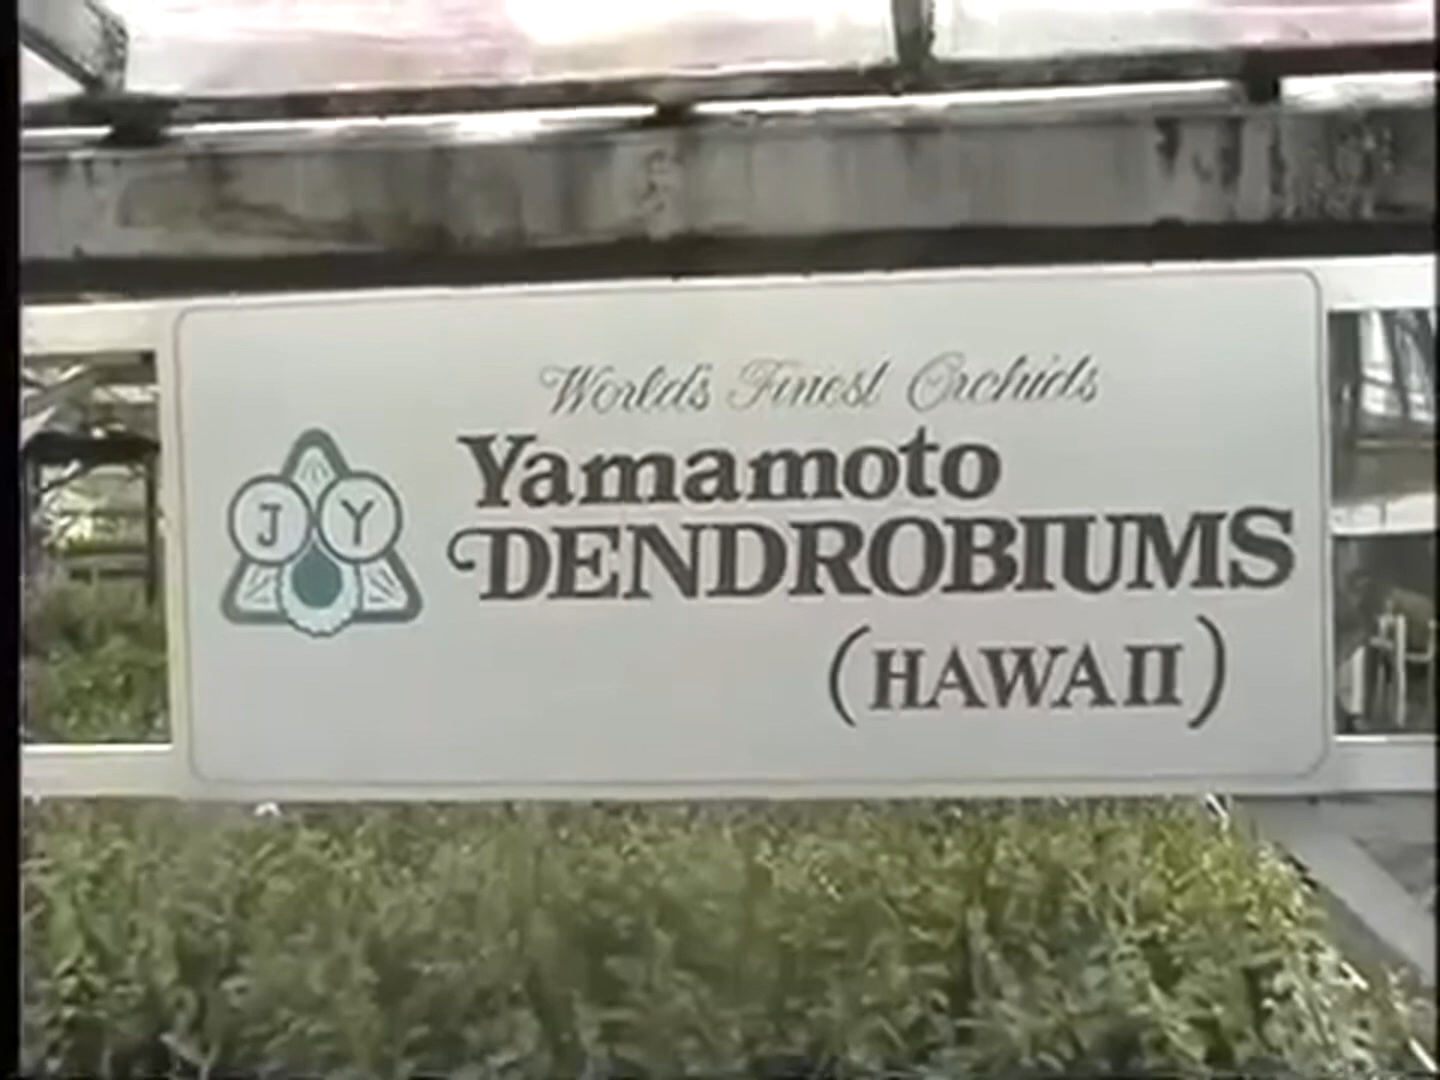 World's Finest Orchids
Yamamoto
DENDROBIUMS
(HAWAII)
J Y